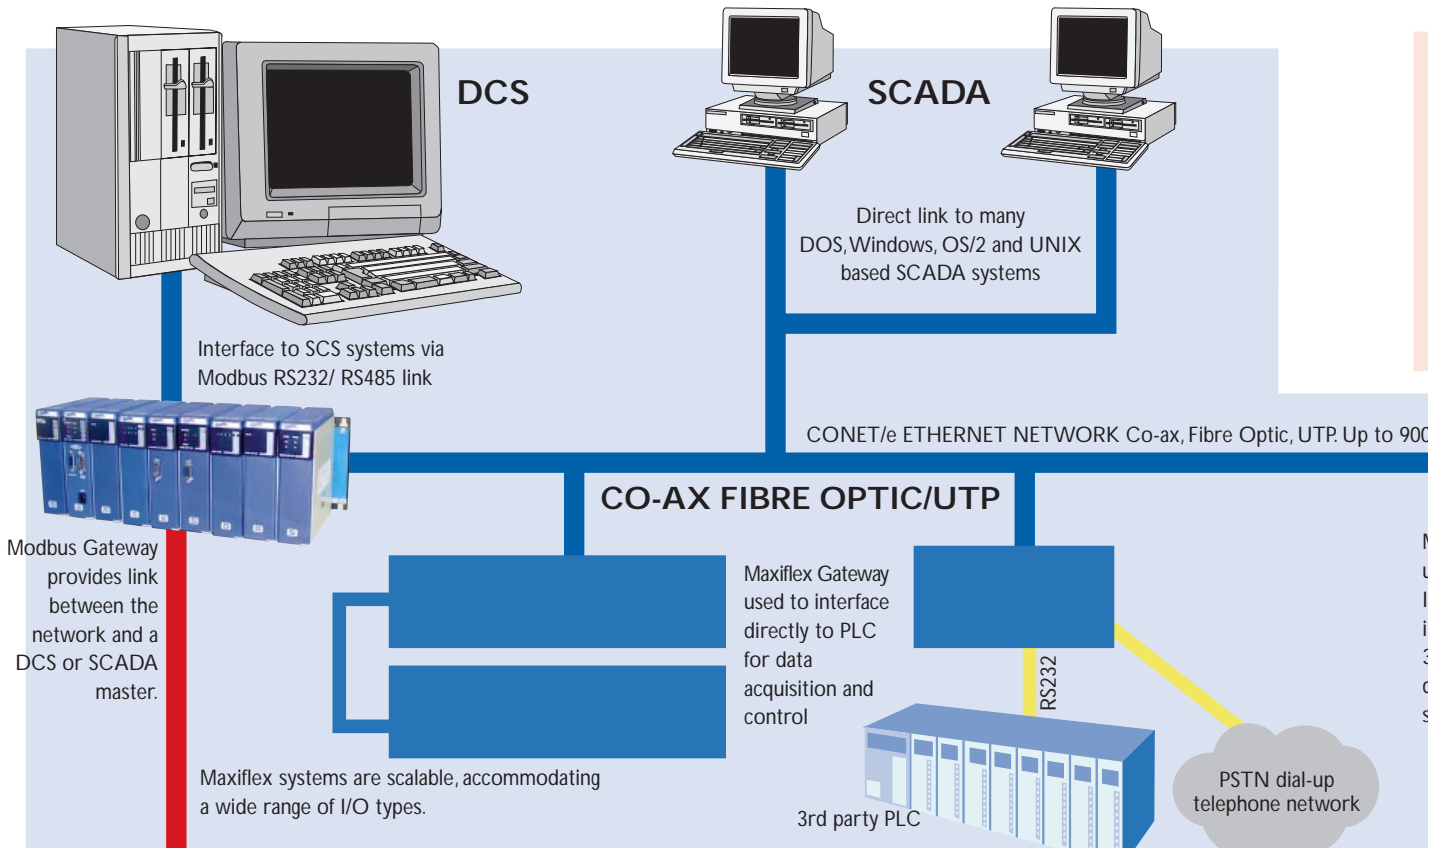 DCS
SCADA
Direct link to many
DOS, Windows, OS/2 and UNIX
based SCADA systems
Interface to SCS systems via
Modbus RS232/ RS485 link
CONET/e ETHERNET NETWORK Co-ax, Fibre Optic, UTP. Up to 900
CO-AX FIBRE OPTIC/UTP
Modbus Gateway
provides link
between the
network and a
DCS or SCADA
master.
Maxiflex Gateway
used to interface
directly to PLC
for data
acquisition and
control
RS232
Maxiflex systems are scalable, accommodating
a wide range of I/O types.
3rd party PLC
PSTN dial-up
telephone network